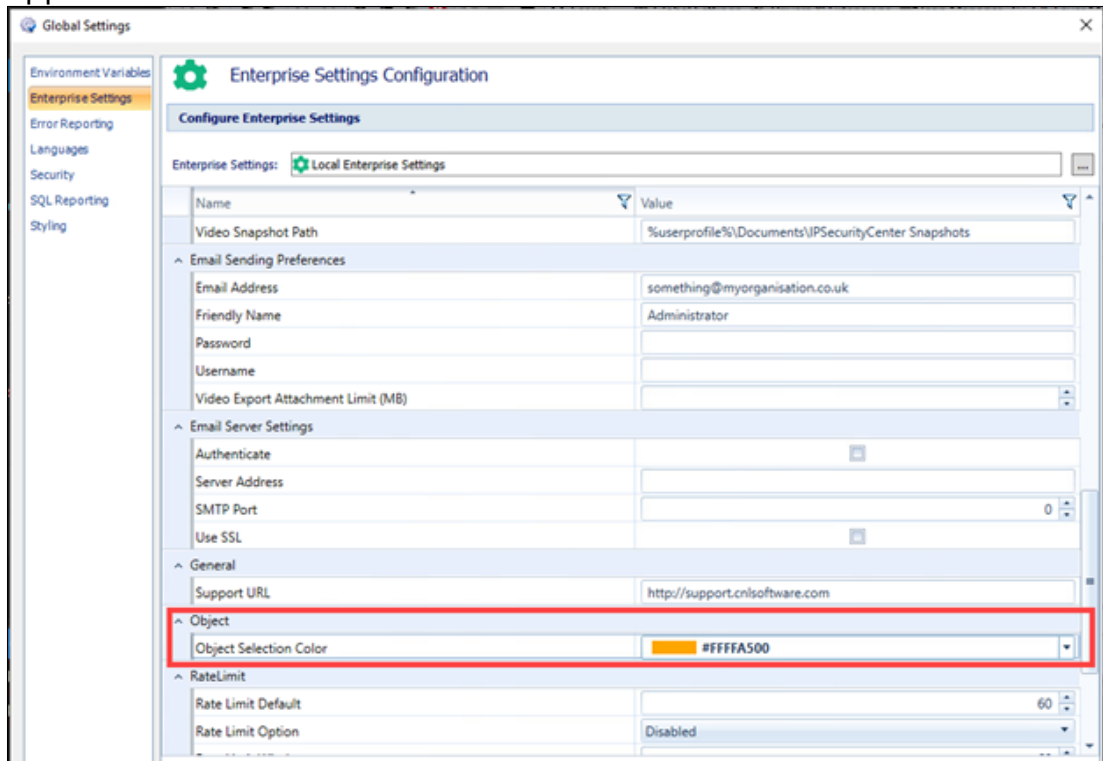 Global Settings
Environment Variables
Enterprise Settings
Error Reporting
Languages
Security
SQL Reporting
Styling
Enterprise Settings Configuration
Configure Enterprise Settings
Enterprise Settings: Local Enterprise Settings ...
Name Value
Video Snapshot Path %userprofile%\Documents\IPSecurityCenter Snapshots
Email Sending Preferences
Email Address something@myorganisation.co.uk
Friendly Name Administrator
Password
Username
Video Export Attachment Limit (MB)
Email Server Settings
Authenticate
Server Address
SMTP Port 0
Use SSL
General
Support URL http://support.cnlsoftware.com
Object
Object Selection Color #FFFFA500
RateLimit
Rate Limit Default 60
Rate Limit Option Disabled